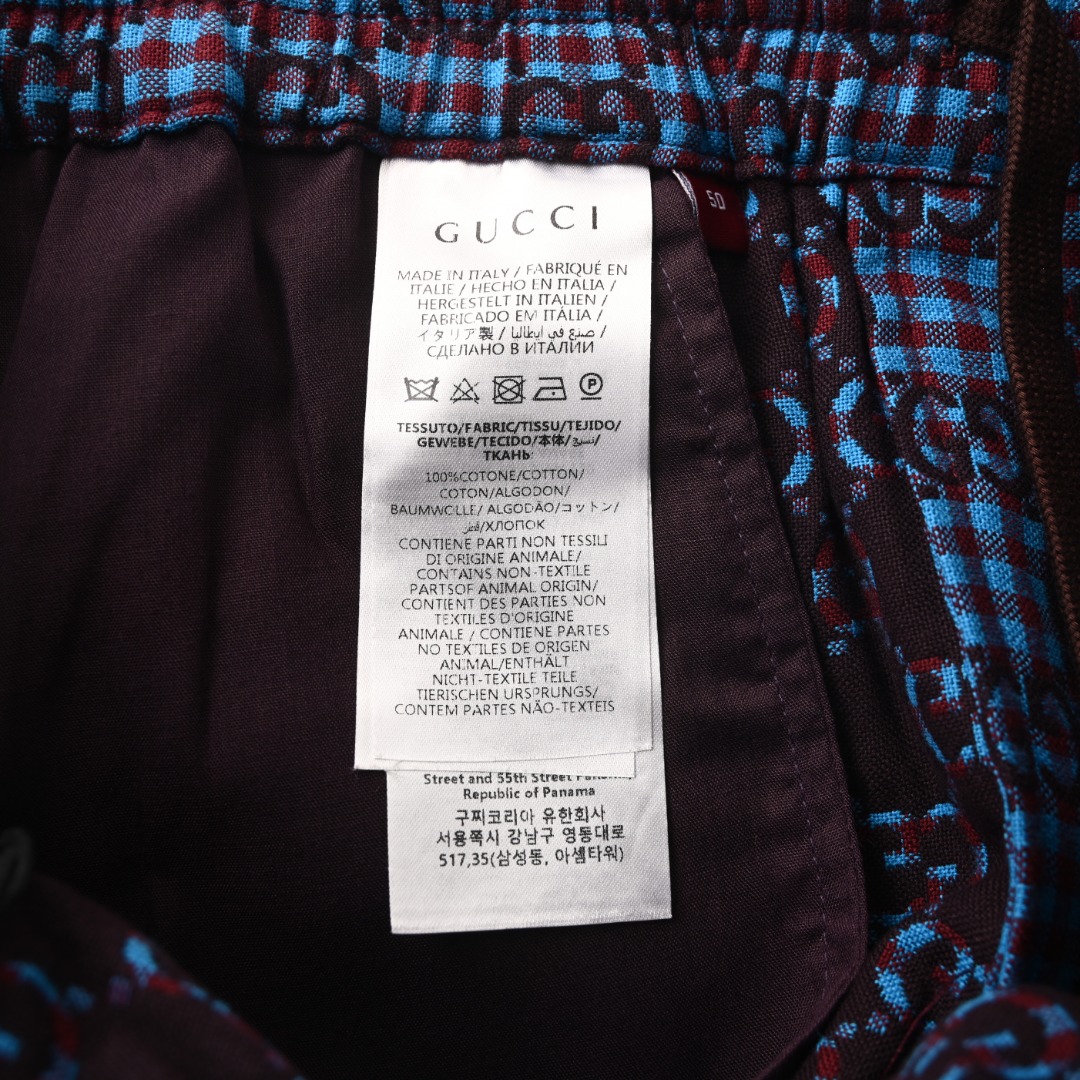 GUCCI
50
MADE IN ITALY / FABRIQUÉ EN
ITALIE / HECHO EN ITALIA /
HERGESTELT IN ITALIEN /
FABRICADO EM ITÁLIA /
イタリア製 / صنع في إيطاليا /
СДЕЛАНО В ИТАЛИИ
P
TESSUTO/FABRIC/TISSU/TEJIDO/
GEWEBE/TECIDO/本体/نسيج/
ТКАНЬ
100%COTONE/COTTON/
COTON/ALGODON/
BAUMWOLLE/ ALGODÃO/コットン/
قطن/ХЛОПОК
CONTIENE PARTI NON TESSILI
DI ORIGINE ANIMALE/
CONTAINS NON-TEXTILE
PARTSOF ANIMAL ORIGIN/
CONTIENT DES PARTIES NON
TEXTILES D'ORIGINE
ANIMALE / CONTIENE PARTES
NO TEXTILES DE ORIGEN
ANIMAL/ENTHÄLT
NICHT-TEXTILE TEILE
TIERISCHEN URSPRUNGS/
CONTEM PARTES NÃO-TEXTEIS
Street and 55th Street Panama
Republic of Panama
구찌코리아 유한회사
서용쪽시 강남구 영동대로
517,35(삼성동, 아셈타워)